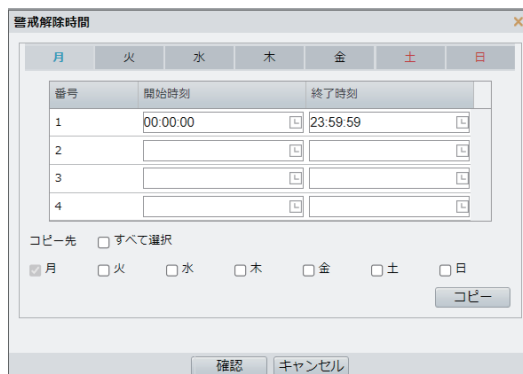 警戒解除時間
月 火 水 木 金 土 日
番号 開始時刻 終了時刻
1 00:00:00 23:59:59
2
3
4
コピー先 すべて選択
月 火 水 木 金 土 日
コピー
確認 キャンセル